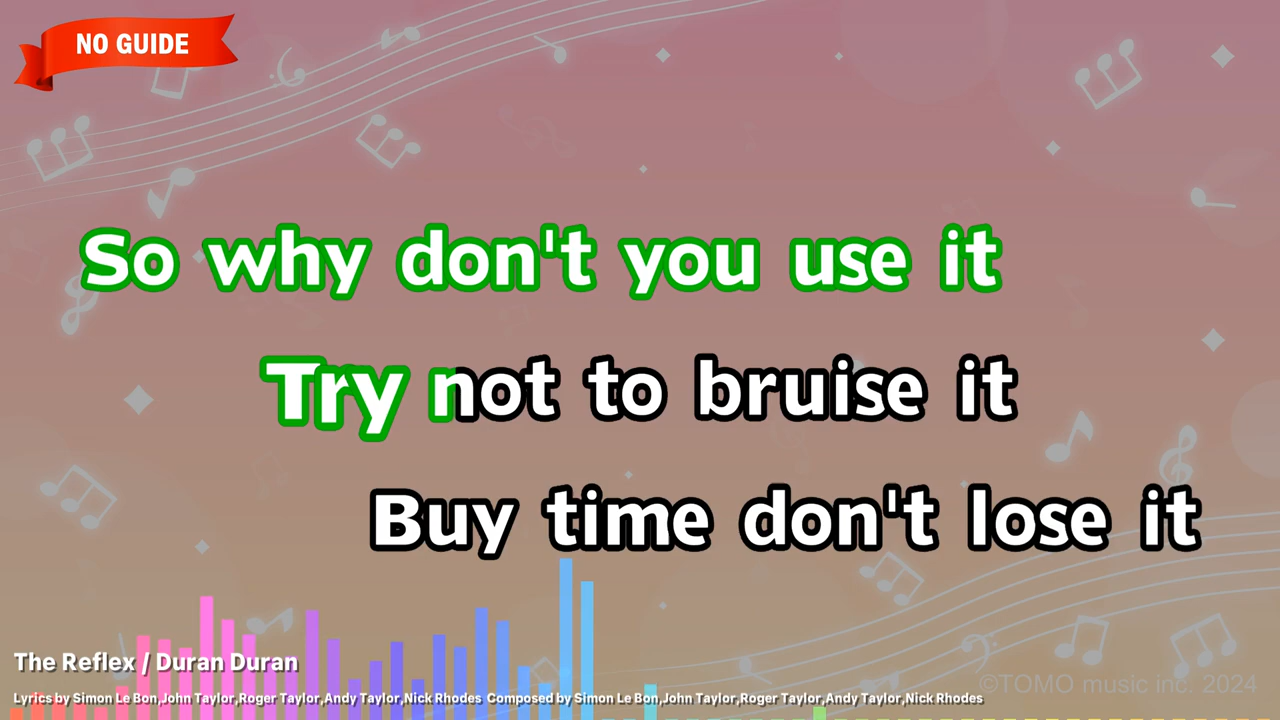 NO GUIDE
So why don't you use it
Try not to bruise it
Buy time don't lose it
The Reflex / Duran Duran
Lyrics by Simon Le Bon,John Taylor,Roger Taylor,Andy Taylor,Nick Rhodes Composed by Simon Le Bon,John Taylor,Roger Taylor,Andy Taylor,Nick Rhodes
©TOMO music inc. 2024